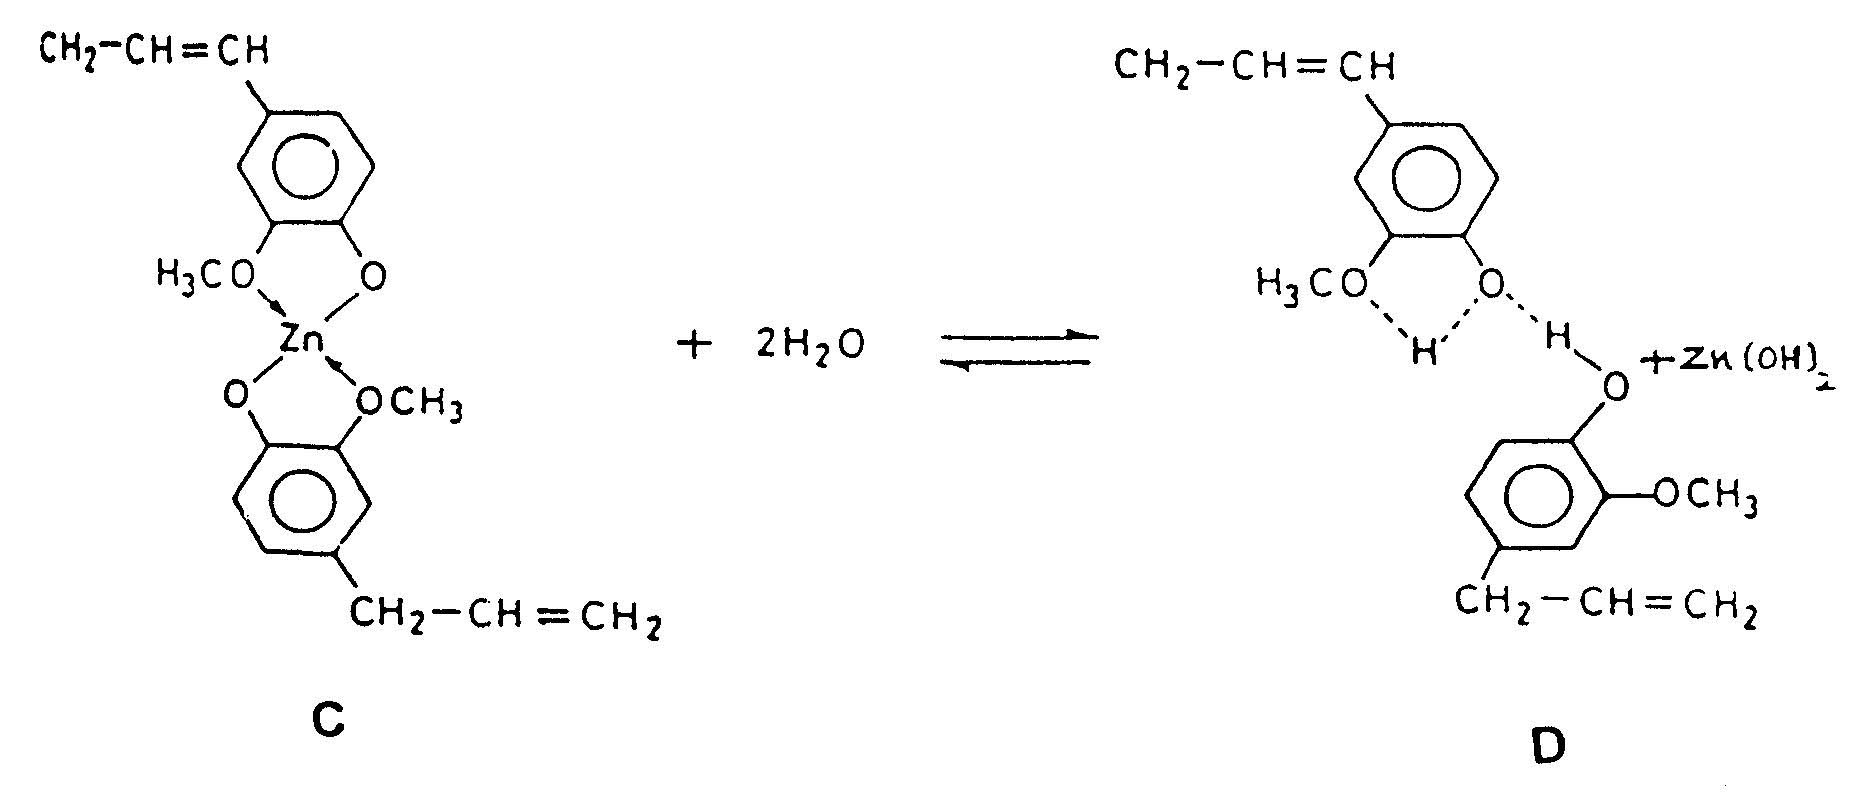 CH₂-CH=CH
CH₂-CH=CH
H₃CO O
H₃CO O
Zn
+ 2H₂O
H
H
+ Zn(OH)₂
O OCH₃
O
OCH₃
CH₂-CH=CH₂
CH₂-CH=CH₂
C
D